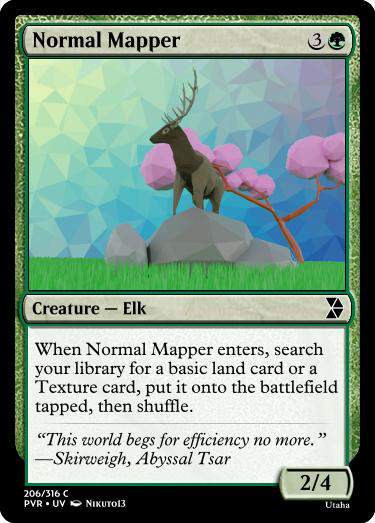 Normal Mapper 3
Creature — Elk
When Normal Mapper enters, search
your library for a basic land card or a
Texture card, put it onto the battlefield
tapped, then shuffle.
“This world begs for efficiency no more.”
—Skirweigh, Abyssal Tsar
2/4
206/316 C
PVR • UV Nikuto13
Utaha